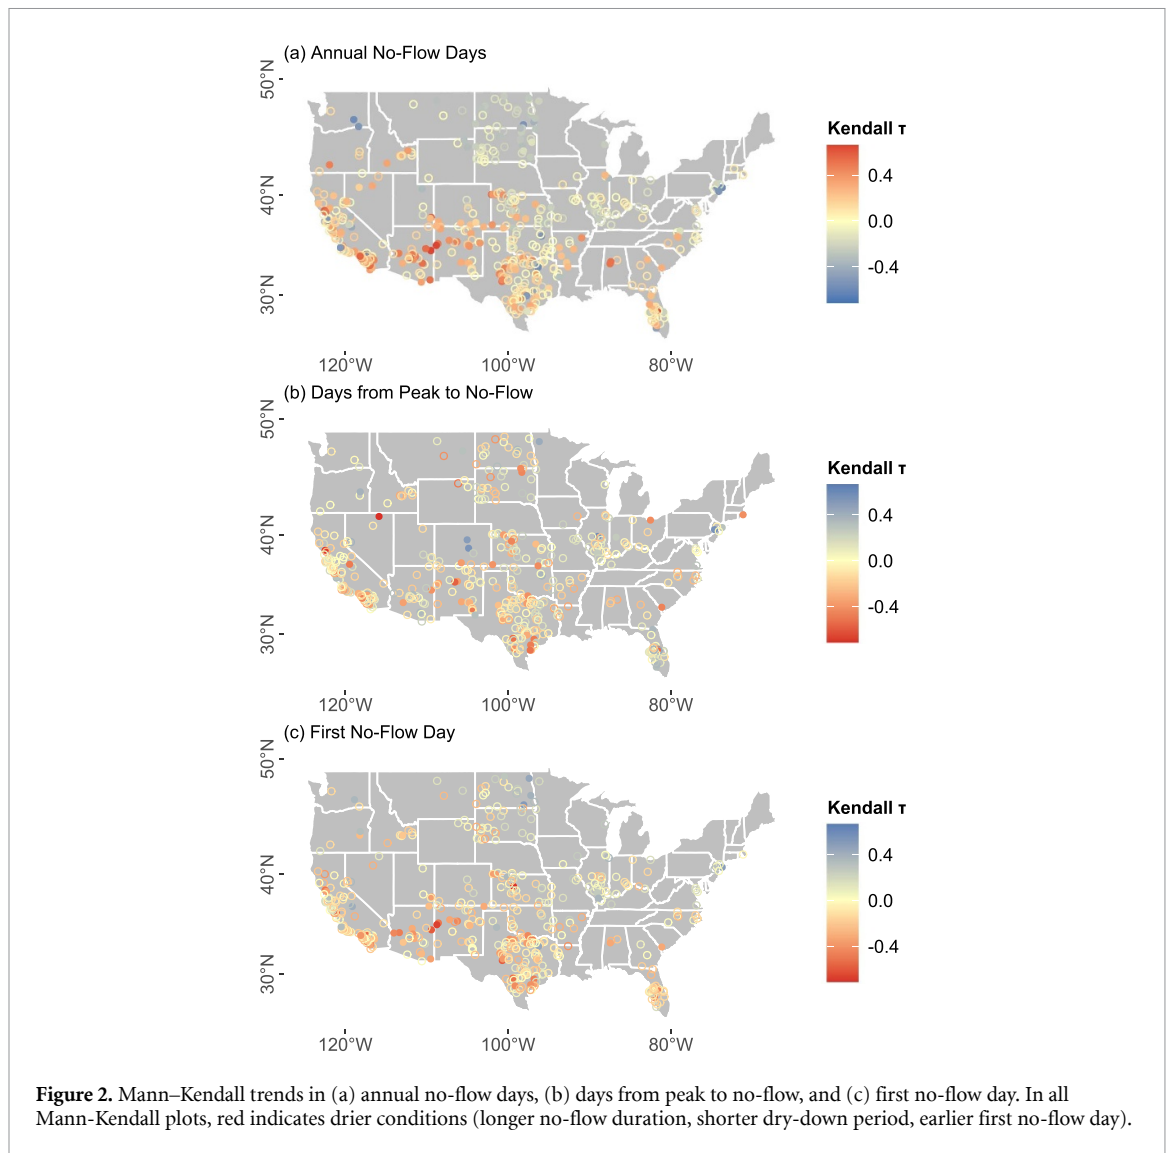 (a) Annual No-Flow Days
50°N
40°N
30°N
120°W
100°W
80°W
Kendall τ
0.4
0.0
-0.4
(b) Days from Peak to No-Flow
50°N
40°N
30°N
120°W
100°W
80°W
Kendall τ
0.4
0.0
-0.4
(c) First No-Flow Day
50°N
40°N
30°N
120°W
100°W
80°W
Kendall τ
0.4
0.0
-0.4
Figure 2. Mann–Kendall trends in (a) annual no-flow days, (b) days from peak to no-flow, and (c) first no-flow day. In all
Mann-Kendall plots, red indicates drier conditions (longer no-flow duration, shorter dry-down period, earlier first no-flow day).